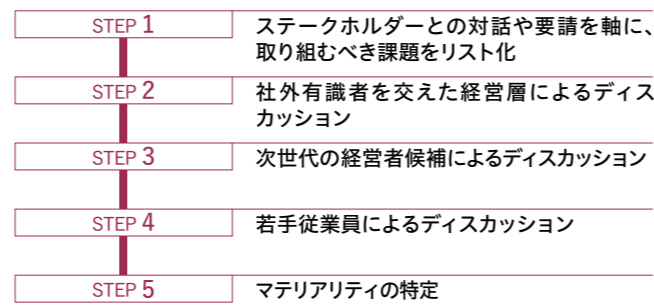 STEP 1
ステークホルダーとの対話や要請を軸に、
取り組むべき課題をリスト化
STEP 2
社外有識者を交えた経営層によるディス
カッション
STEP 3
次世代の経営者候補によるディスカッション
STEP 4
若手従業員によるディスカッション
STEP 5
マテリアリティの特定